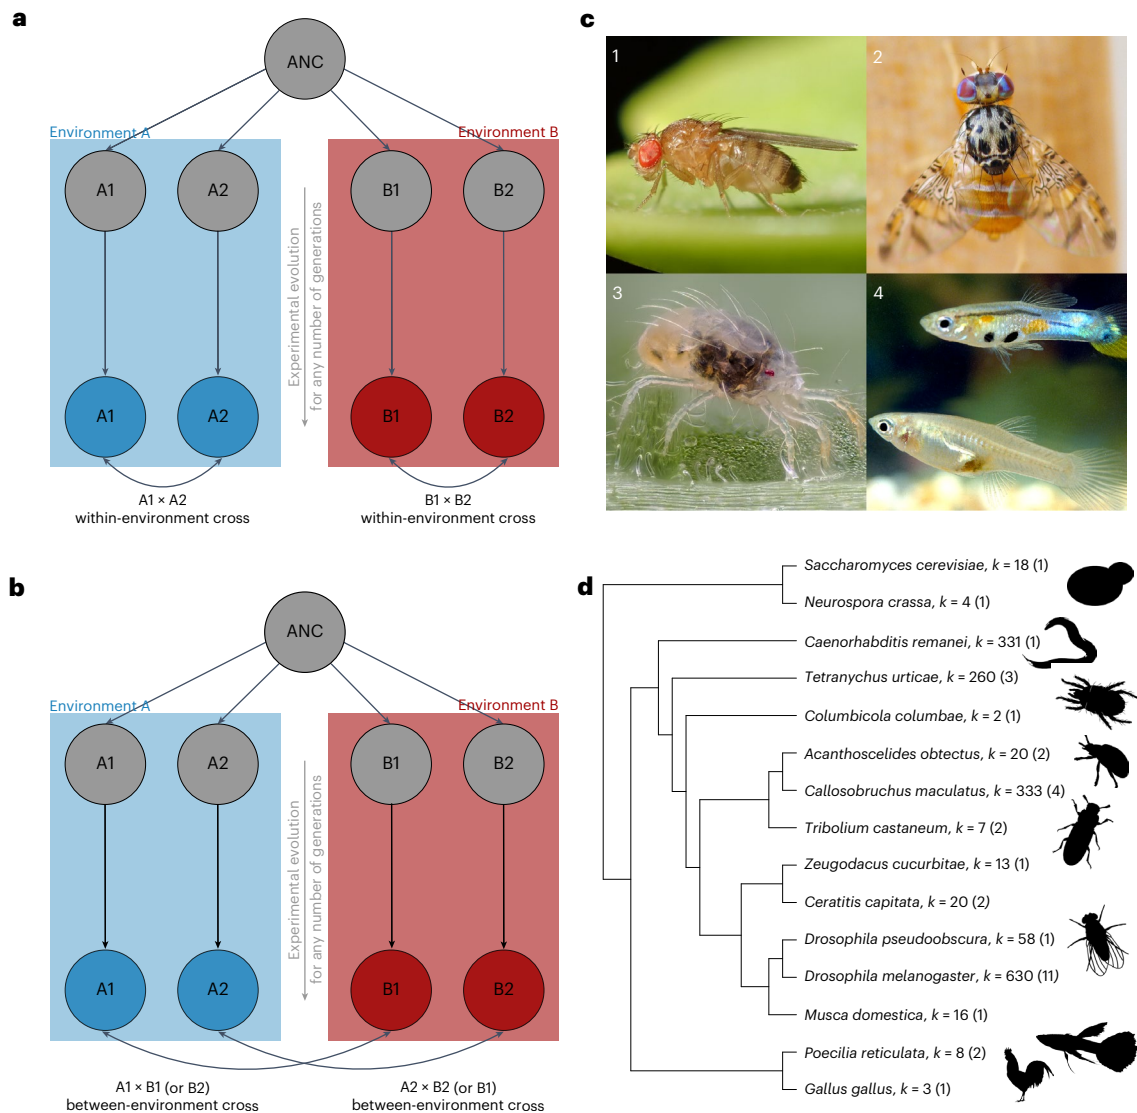 a
ANC
Environment A
Environment B
A1
A2
B1
B2
Experimental evolution
for any number of generations
A1
A2
B1
B2
A1 × A2
within-environment cross
B1 × B2
within-environment cross
b
ANC
Environment A
Environment B
A1
A2
B1
B2
Experimental evolution
for any number of generations
A1
A2
B1
B2
A1 × B1 (or B2)
between-environment cross
A2 × B2 (or B1)
between-environment cross
c
1
2
3
4
d
Saccharomyces cerevisiae, k = 18 (1)
Neurospora crassa, k = 4 (1)
Caenorhabditis remanei, k = 331 (1)
Tetranychus urticae, k = 260 (3)
Columbicola columbae, k = 2 (1)
Acanthoscelides obtectus, k = 20 (2)
Callosobruchus maculatus, k = 333 (4)
Tribolium castaneum, k = 7 (2)
Zeugodacus cucurbitae, k = 13 (1)
Ceratitis capitata, k = 20 (2)
Drosophila pseudoobscura, k = 58 (1)
Drosophila melanogaster, k = 630 (11)
Musca domestica, k = 16 (1)
Poecilia reticulata, k = 8 (2)
Gallus gallus, k = 3 (1)